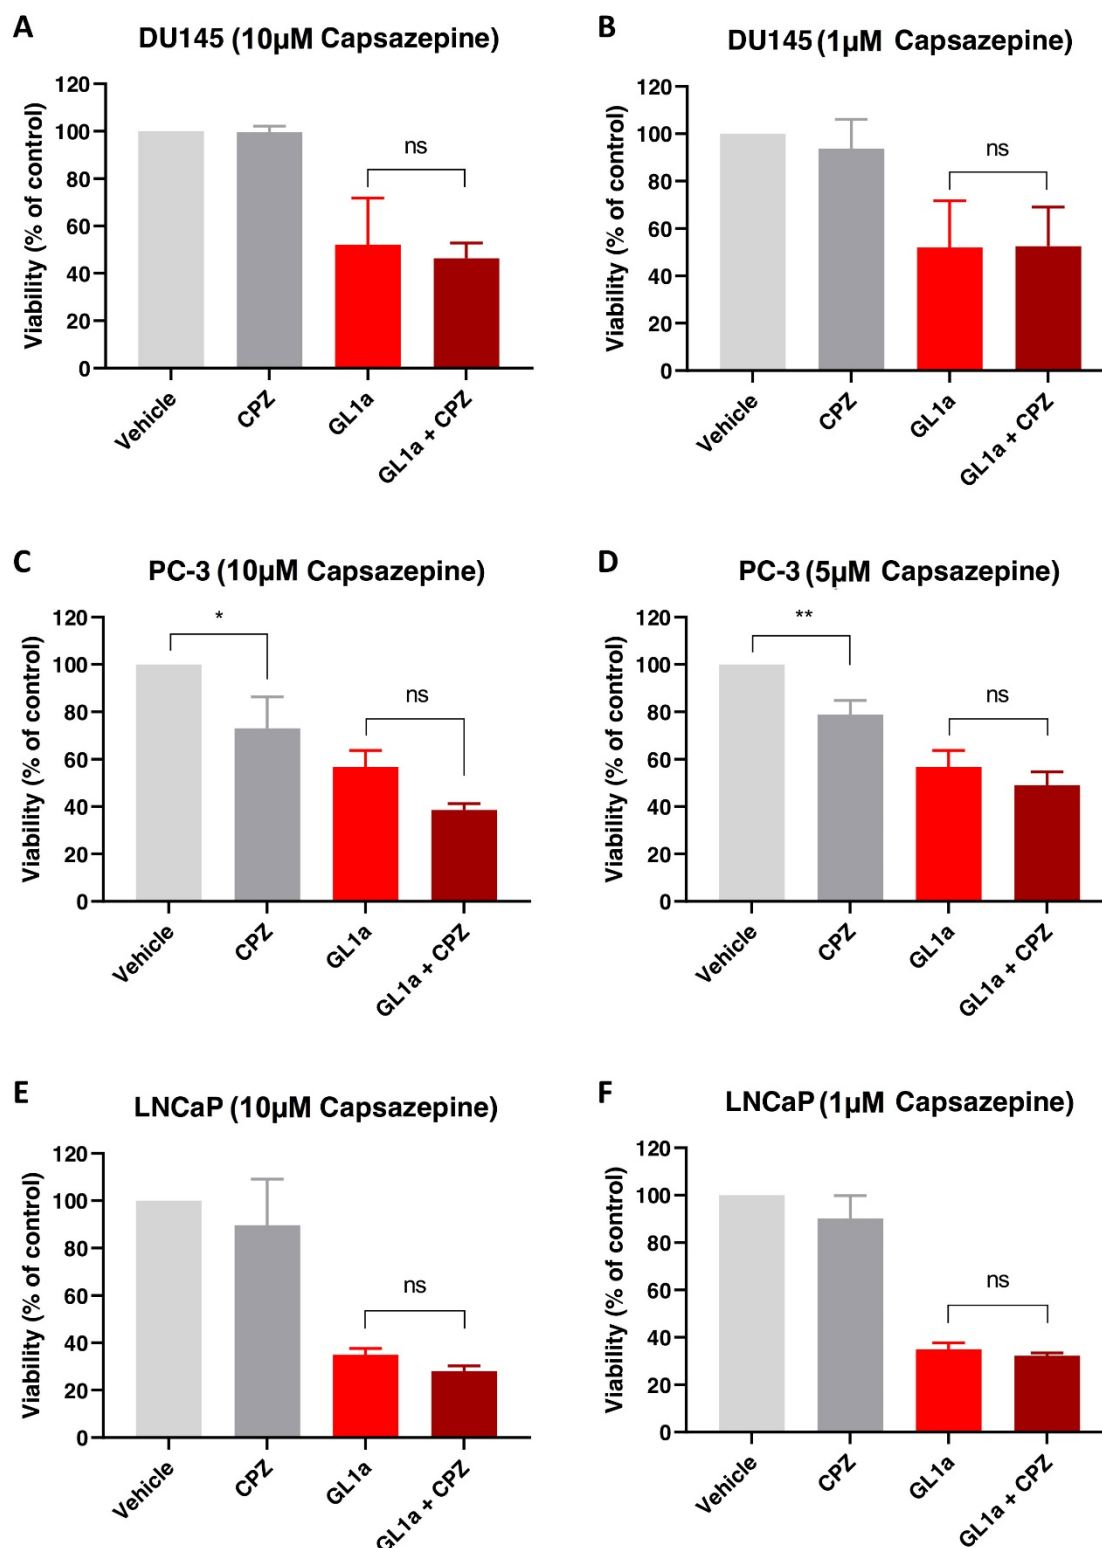 A
DU145 (10µM Capsazepine)
Viability (% of control)
120
100
80
60
40
20
0
ns
Vehicle
CPZ
GL1a
GL1a + CPZ
B
DU145 (1µM Capsazepine)
Viability (% of control)
120
100
80
60
40
20
0
ns
Vehicle
CPZ
GL1a
GL1a + CPZ
C
PC-3 (10µM Capsazepine)
Viability (% of control)
120
100
80
60
40
20
0
*
ns
Vehicle
CPZ
GL1a
GL1a + CPZ
D
PC-3 (5µM Capsazepine)
Viability (% of control)
120
100
80
60
40
20
0
**
ns
Vehicle
CPZ
GL1a
GL1a + CPZ
E
LNCaP (10µM Capsazepine)
Viability (% of control)
120
100
80
60
40
20
0
ns
Vehicle
CPZ
GL1a
GL1a + CPZ
F
LNCaP (1µM Capsazepine)
Viability (% of control)
120
100
80
60
40
20
0
ns
Vehicle
CPZ
GL1a
GL1a + CPZ